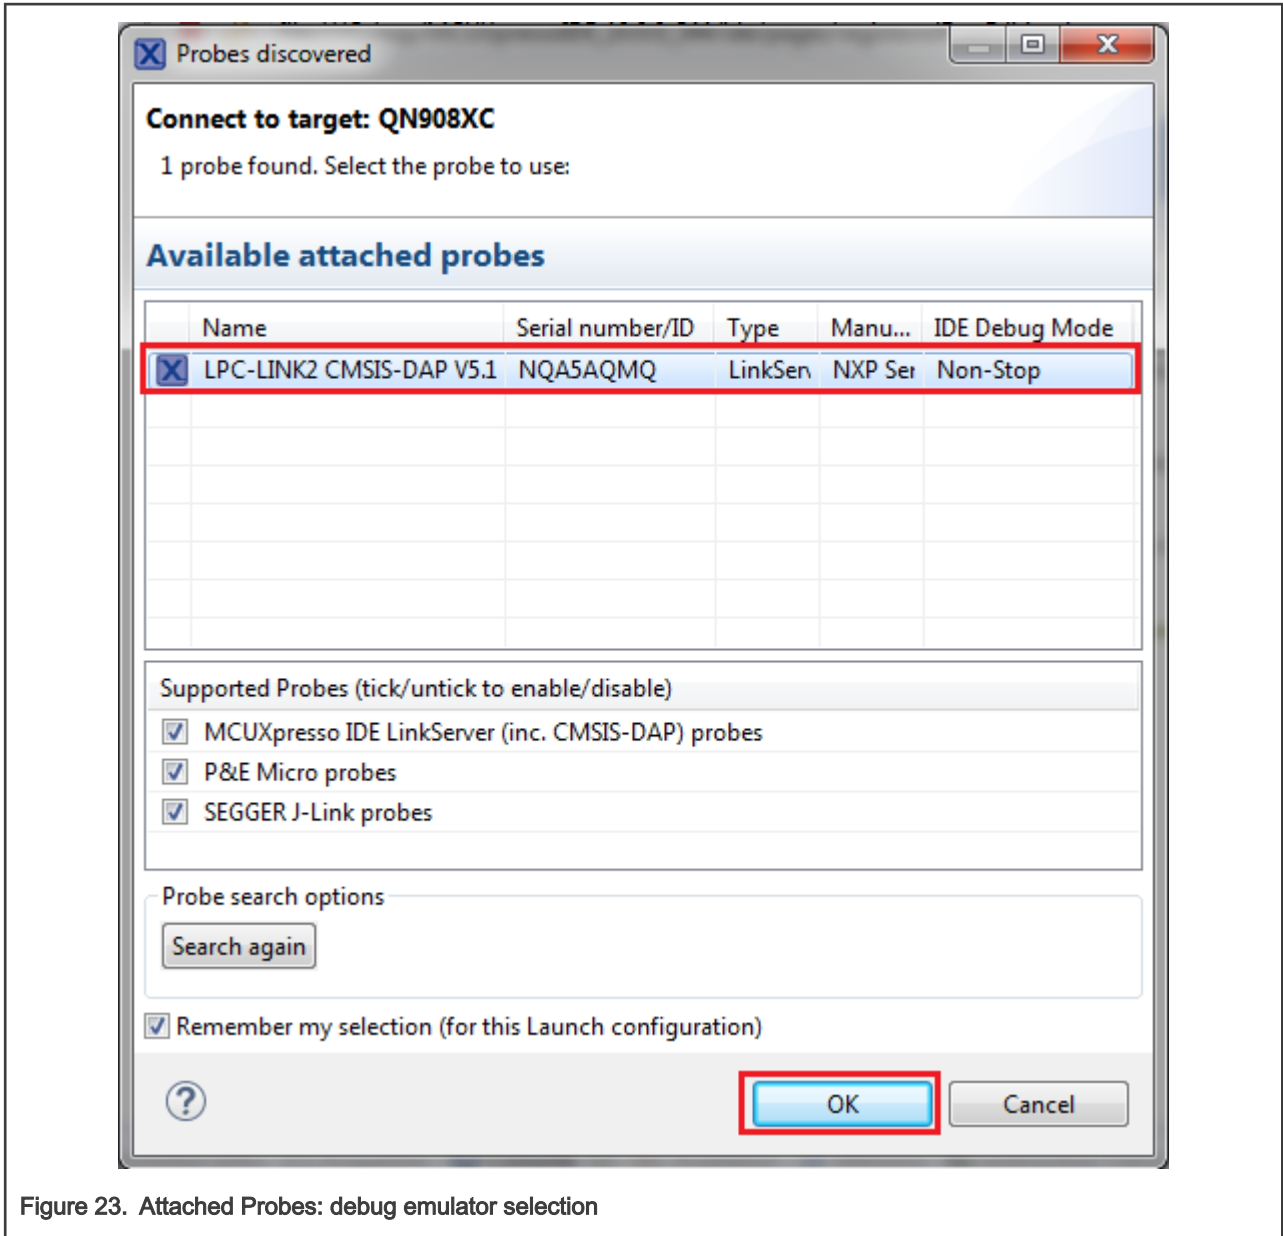 Probes discovered
Connect to target: QN908XC
1 probe found. Select the probe to use:
Available attached probes
Name Serial number/ID Type Manu... IDE Debug Mode
LPC-LINK2 CMSIS-DAP V5.1 NQA5AQMQ LinkSer NXP Ser Non-Stop
Supported Probes (tick/untick to enable/disable)
MCUXpresso IDE LinkServer (inc. CMSIS-DAP) probes
P&E Micro probes
SEGGER J-Link probes
Probe search options
Search again
Remember my selection (for this Launch configuration)
OK Cancel
Figure 23. Attached Probes: debug emulator selection